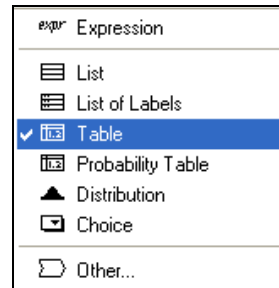 expr Expression
List
List of Labels
Table
Probability Table
Distribution
Choice
Other...